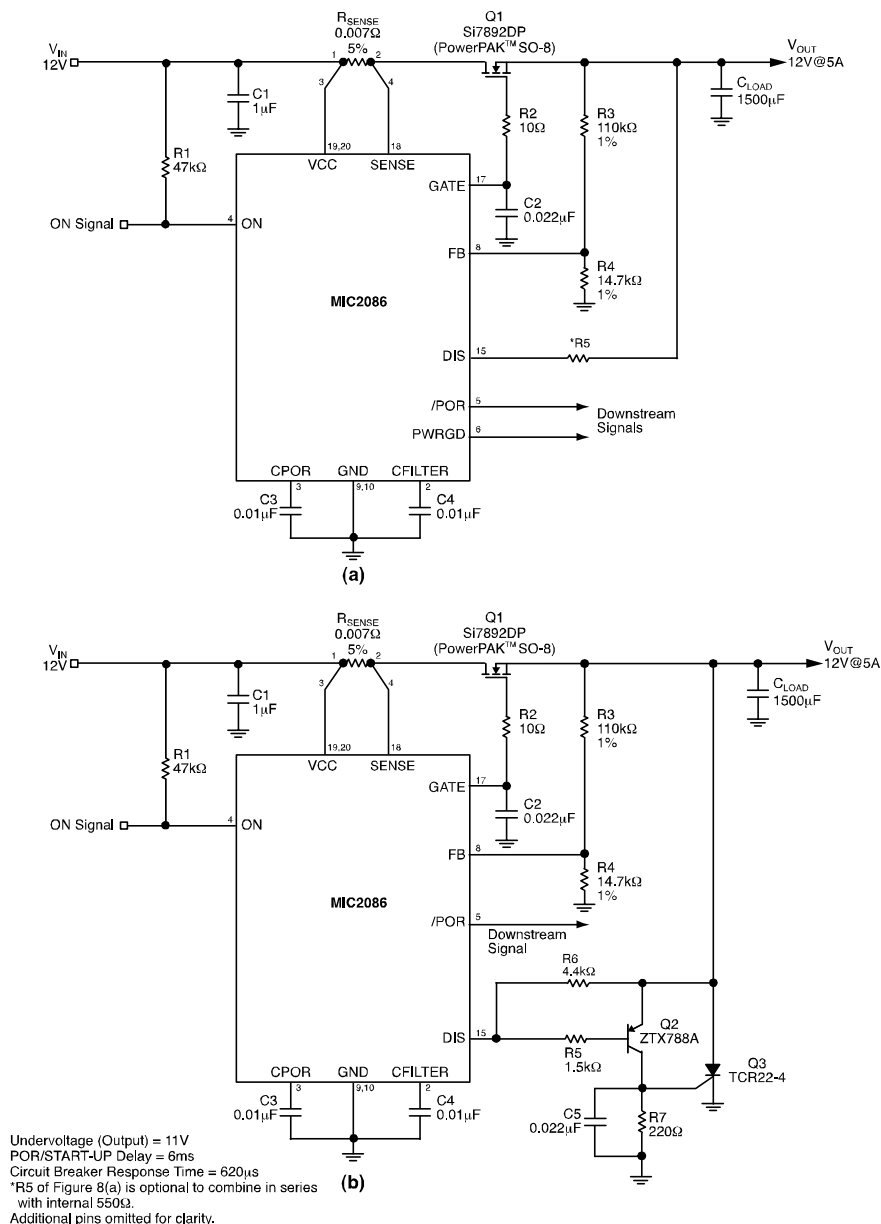 RSENSE
0.007Ω
5%
Q1
Si7892DP
(PowerPAK™ SO-8)
VIN
12V
1
2
VOUT
12V@5A
3
4
C1
1µF
R2
10Ω
R3
110kΩ
1%
CLOAD
1500µF
R1
47kΩ
19,20
18
VCC
SENSE
GATE
17
C2
0.022µF
ON Signal
4
ON
FB
8
R4
14.7kΩ
1%
MIC2086
DIS
15
*R5
/POR
5
Downstream
Signals
PWRGD
6
CPOR
GND
CFILTER
3
9,10
2
C3
0.01µF
C4
0.01µF
(a)
RSENSE
0.007Ω
5%
Q1
Si7892DP
(PowerPAK™ SO-8)
VIN
12V
1
2
VOUT
12V@5A
3
4
C1
1µF
R2
10Ω
R3
110kΩ
1%
CLOAD
1500µF
R1
47kΩ
19,20
18
VCC
SENSE
GATE
17
C2
0.022µF
ON Signal
4
ON
FB
8
R4
14.7kΩ
1%
MIC2086
/POR
5
Downstream
Signal
R6
4.4kΩ
DIS
15
R5
1.5kΩ
Q2
ZTX788A
Q3
TCR22-4
CPOR
GND
CFILTER
3
9,10
2
C3
0.01µF
C4
0.01µF
C5
0.022µF
R7
220Ω
(b)
Undervoltage (Output) = 11V
POR/START-UP Delay = 6ms
Circuit Breaker Response Time = 620µs
*R5 of Figure 8(a) is optional to combine in series
with internal 550Ω.
Additional pins omitted for clarity.